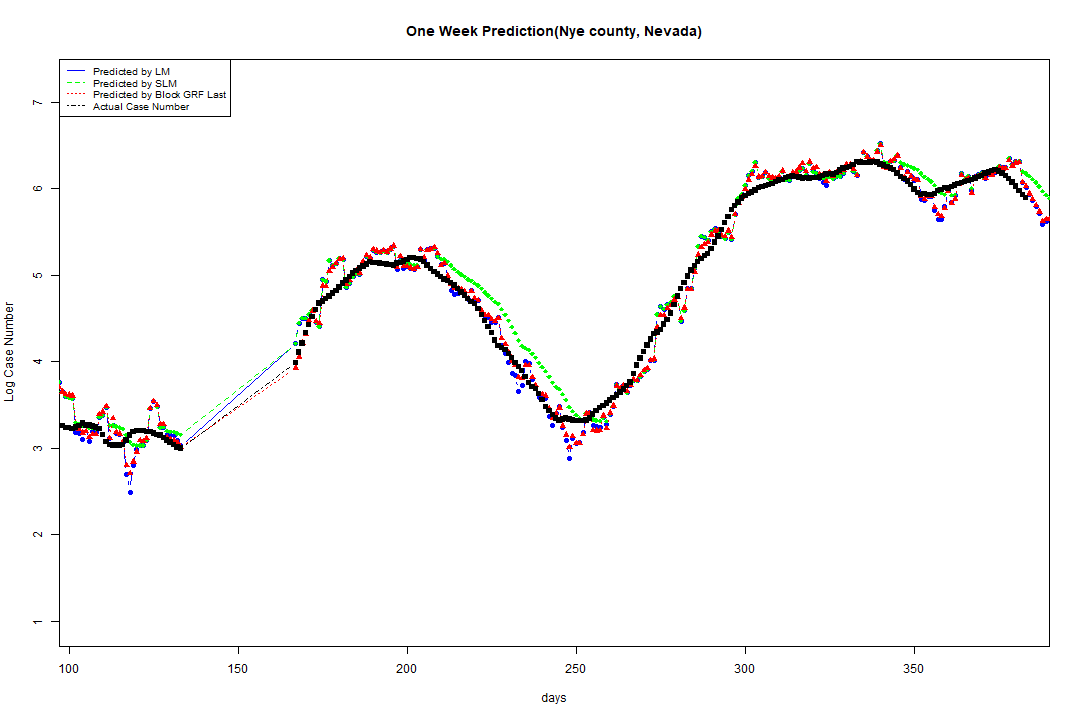 One Week Prediction(Nye county, Nevada)
Predicted by LM
Predicted by SLM
Predicted by Block GRF Last
Actual Case Number
7
6
5
4
3
2
1
Log Case Number
100 150 200 250 300 350
days